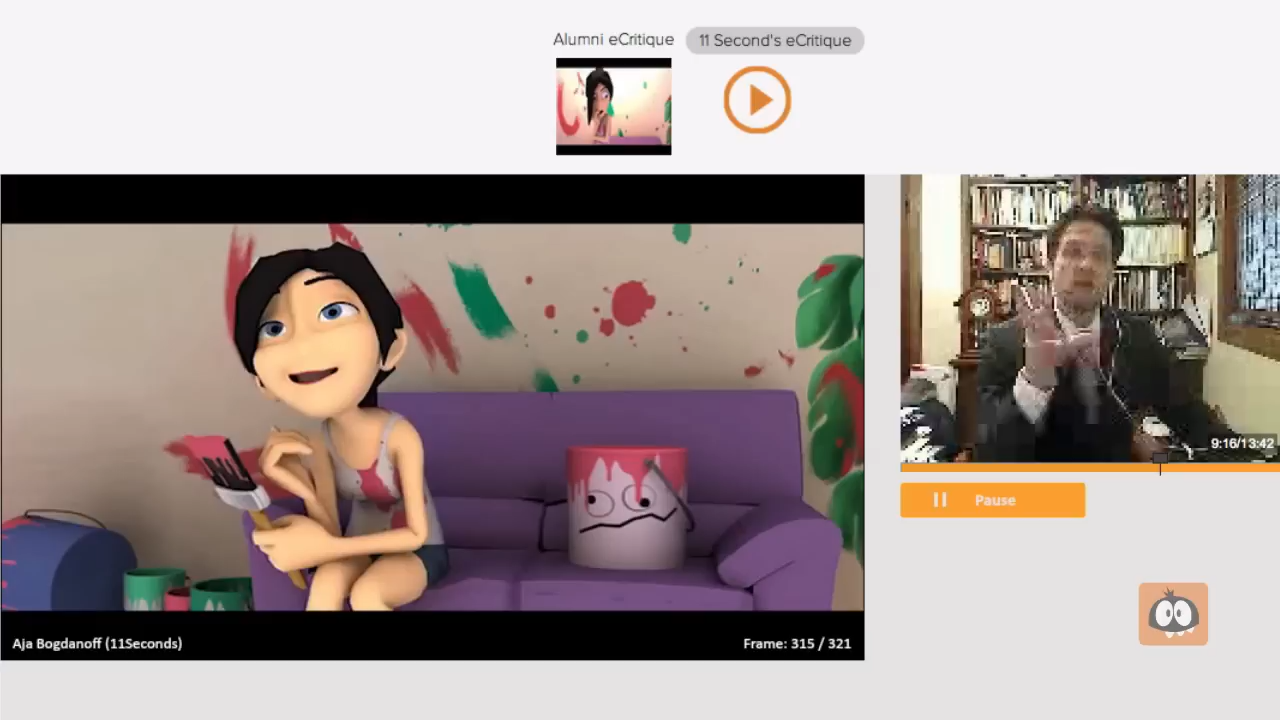 Alumni eCritique
11 Second's eCritique
9:16/13:42
Pause
Aja Bogdanoff (11Seconds)
Frame: 315 / 321